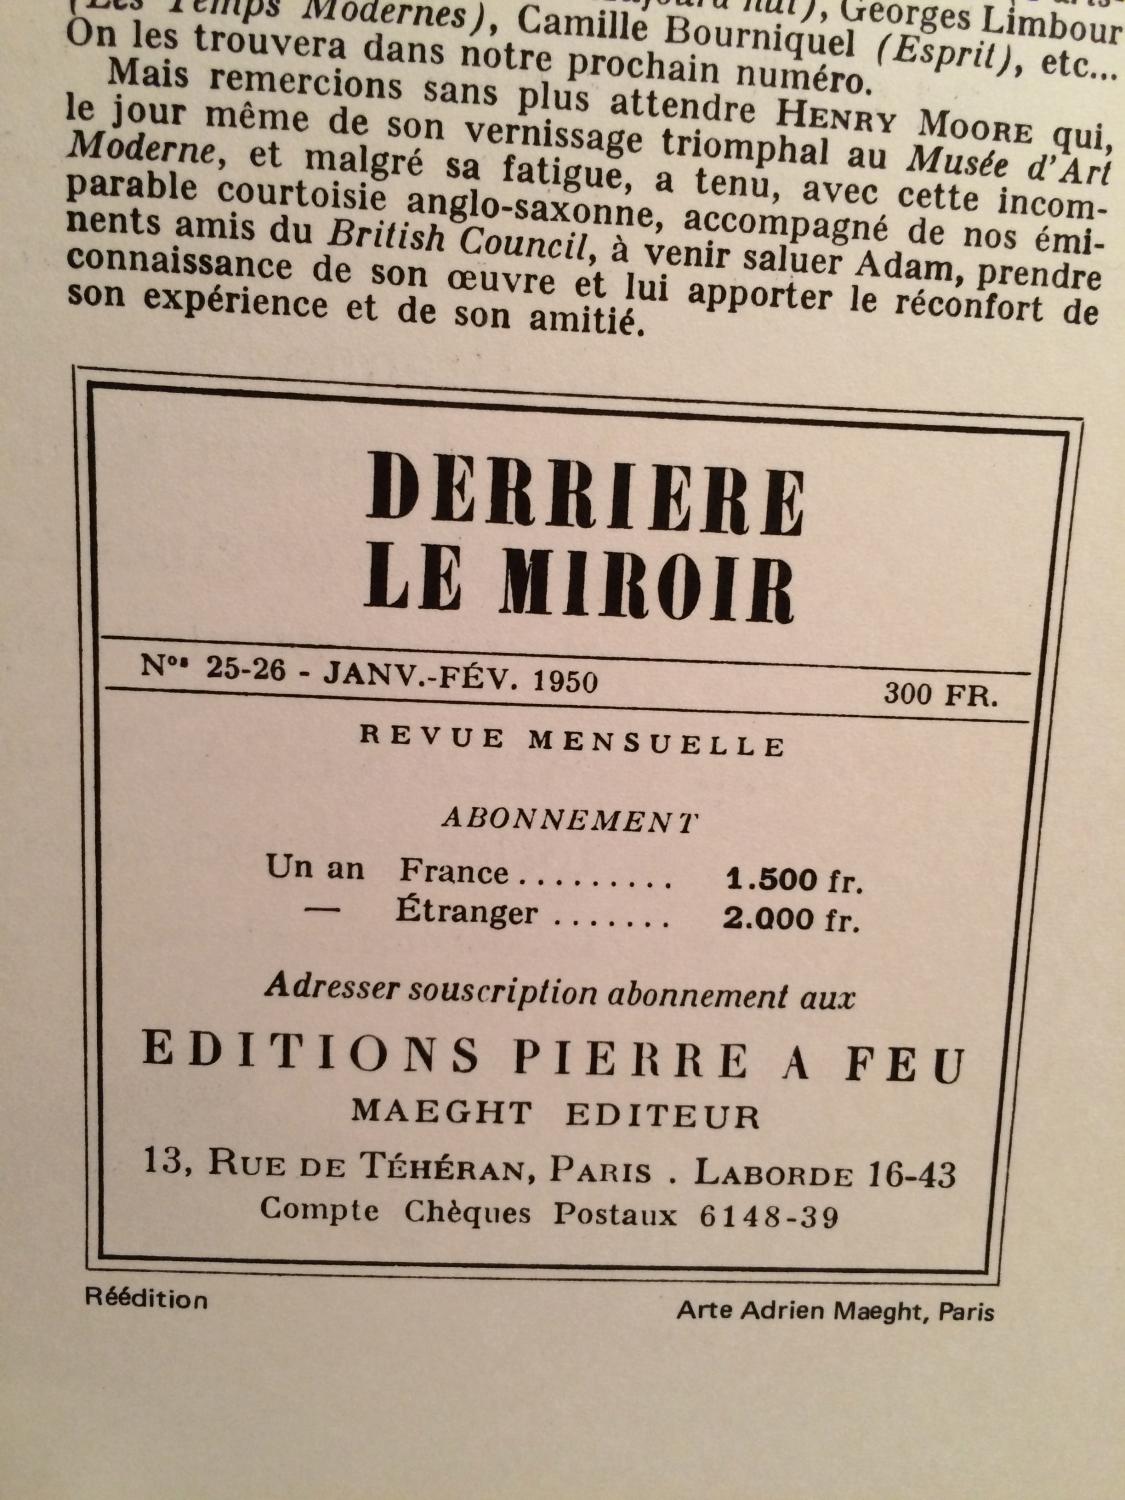 (Les Temps Modernes), Camille Bourniquel (Esprit), etc...
Georges Limbour
On les trouvera dans notre prochain numéro.
Mais remercions sans plus attendre HENRY MOORE qui,
le jour même de son vernissage triomphal au Musée d'Art
Moderne, et malgré sa fatigue, a tenu, avec cette incom-
parable courtoisie anglo-saxonne, accompagné de nos émi-
nents amis du British Council, à venir saluer Adam, prendre
connaissance de son œuvre et lui apporter le réconfort de
son expérience et de son amitié.
DERRIERE
LE MIROIR
Nos 25-26 - JANV.-FÉV. 1950 300 FR.
REVUE MENSUELLE
ABONNEMENT
Un an France ......... 1.500 fr.
— Étranger ....... 2.000 fr.
Adresser souscription abonnement aux
EDITIONS PIERRE A FEU
MAEGHT EDITEUR
13, RUE DE TÉHÉRAN, PARIS . LABORDE 16-43
Compte Chèques Postaux 6148-39
Réédition Arte Adrien Maeght, Paris